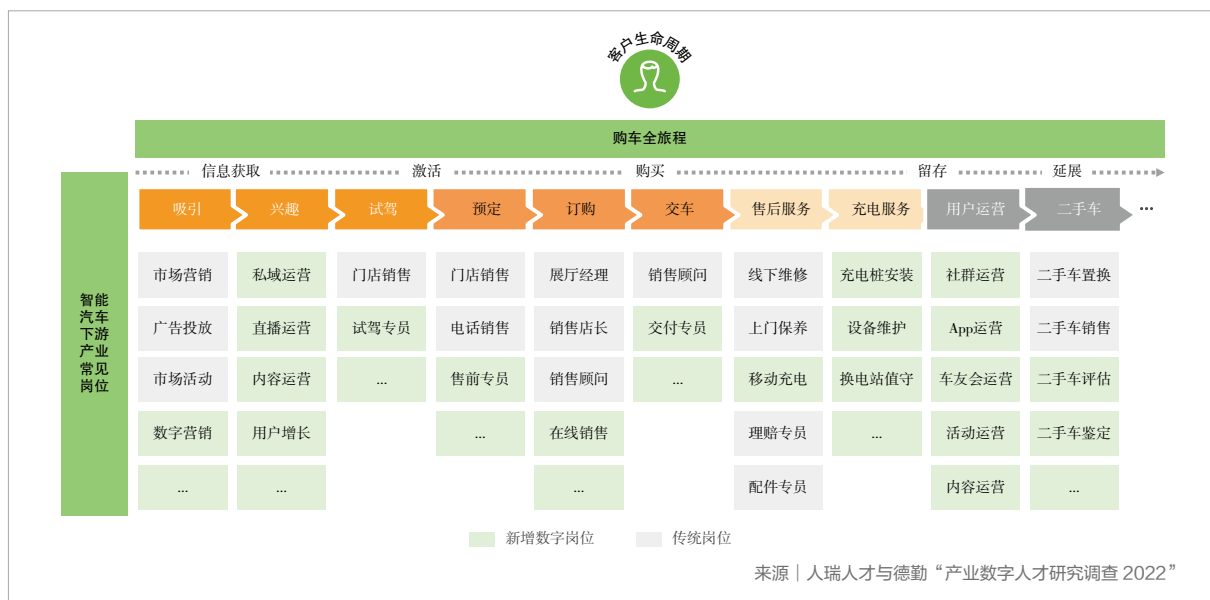 客户生命周期
购车全旅程
信息获取 激活 购买 留存 延展
吸引 兴趣 试驾 预定 订购 交车 售后服务 充电服务 用户运营 二手车 ...
智能
汽车
下游
产业
常见
岗位
市场营销 私域运营 门店销售 门店销售 展厅经理 销售顾问 线下维修 充电桩安装 社群运营 二手车置换
广告投放 直播运营 试驾专员 电话销售 销售店长 交付专员 上门保养 设备维护 App运营 二手车销售
市场活动 内容运营 ... 售前专员 销售顾问 ... 移动充电 换电站值守 车友会运营 二手车评估
数字营销 用户增长 ... 在线销售 理赔专员 ... 活动运营 二手车鉴定
... ... ... 配件专员 内容运营 ...
新增数字岗位 传统岗位
来源｜人瑞人才与德勤“产业数字人才研究调查 2022”